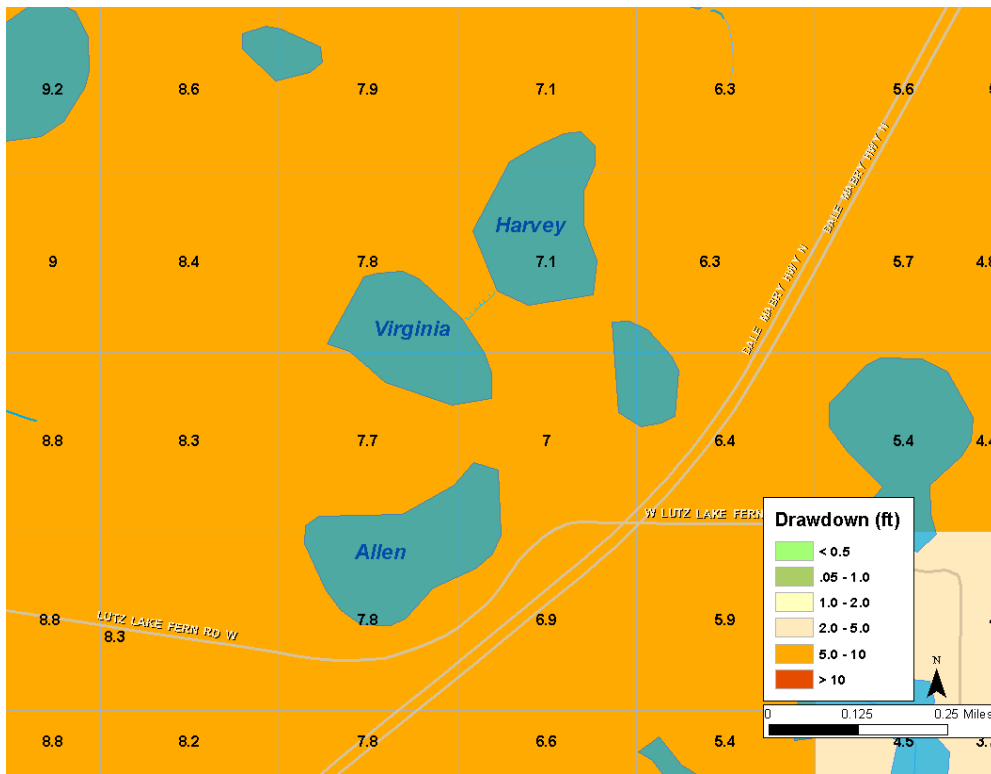 9.2 8.6 7.9 7.1 6.3 5.6
DALE MABRY HWY N
Harvey
9 8.4 7.8 7.1 6.3 5.7 4.8
DALE MABRY HWY N
Virginia
8.8 8.3 7.7 7 6.4 5.4 4.4
W LUTZ LAKE FERN
Allen
8.8 7.8 6.9 5.9
LUTZ LAKE FERN RD W
8.3
8.8 8.2 7.8 6.6 5.4 4.5 3.
Drawdown (ft)
< 0.5
.05 - 1.0
1.0 - 2.0
2.0 - 5.0
5.0 - 10
> 10
N
0 0.125 0.25 Miles